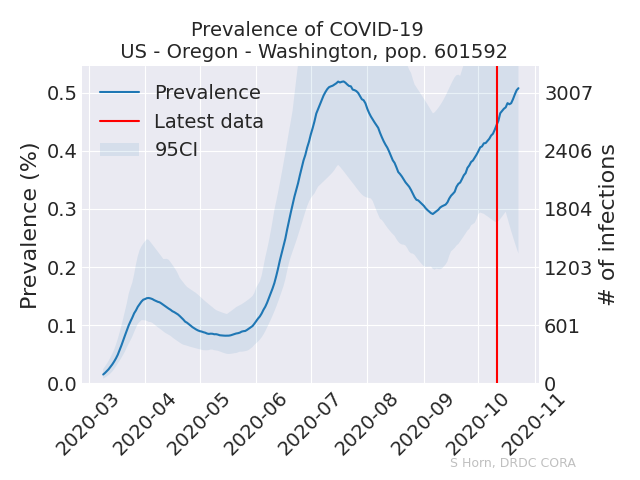 Prevalence of COVID-19
US - Oregon - Washington, pop. 601592
Prevalence
Latest data
95CI
Prevalence (%)
0.5
0.4
0.3
0.2
0.1
0.0
3007
2406
1804
1203
601
0
# of infections
2020-03
2020-04
2020-05
2020-06
2020-07
2020-08
2020-09
2020-10
2020-11
S Horn, DRDC CORA